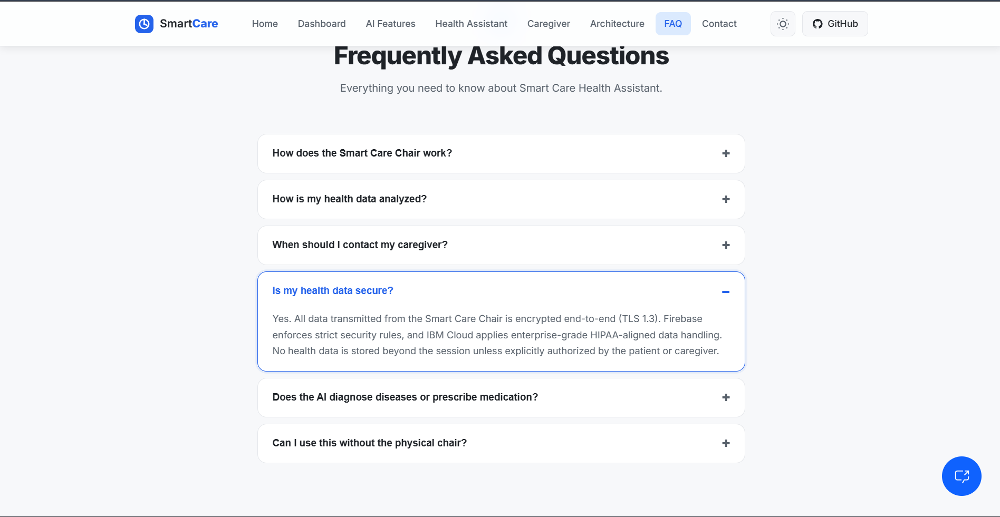 SmartCare
Home
Dashboard
AI Features
Health Assistant
Caregiver
Architecture
FAQ
Contact
GitHub
Frequently Asked Questions
Everything you need to know about Smart Care Health Assistant.
How does the Smart Care Chair work?
How is my health data analyzed?
When should I contact my caregiver?
Is my health data secure?
Yes. All data transmitted from the Smart Care Chair is encrypted end-to-end (TLS 1.3). Firebase
enforces strict security rules, and IBM Cloud applies enterprise-grade HIPAA-aligned data handling.
No health data is stored beyond the session unless explicitly authorized by the patient or caregiver.
Does the AI diagnose diseases or prescribe medication?
Can I use this without the physical chair?